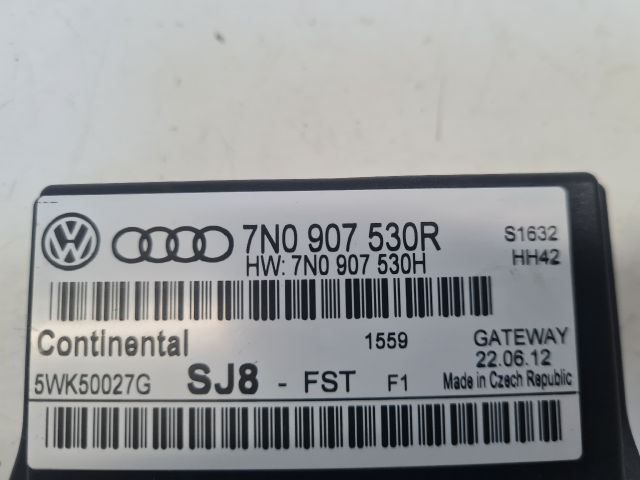 VW 7N0 907 530R S1632
HW: 7N0 907 530H HH42
Continental 1559 GATEWAY
22.06.12
5WK50027G SJ8 - FST F1 Made in Czech Republic